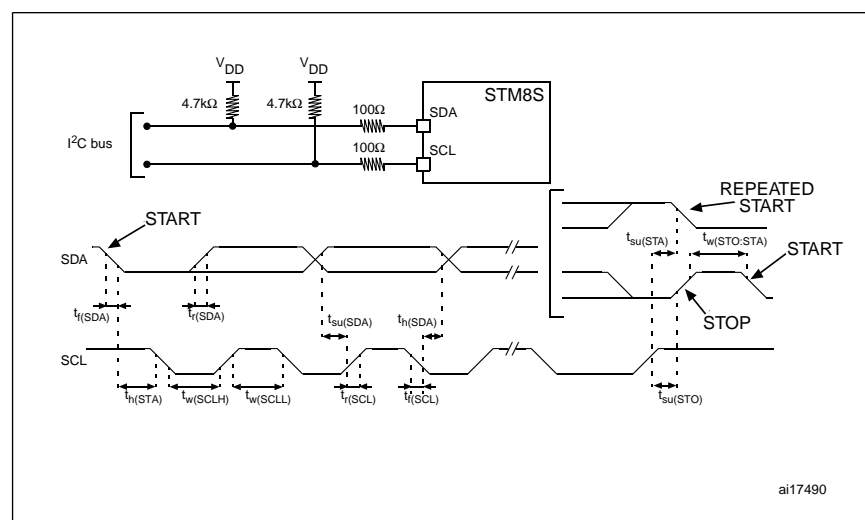 VDD VDD
STM8S
4.7kΩ 4.7kΩ 100Ω
SDA
I²C bus
100Ω
SCL
REPEATED
START
START
tsu(STA) tw(STO:STA)
START
SDA
tf(SDA) tr(SDA) tsu(SDA) th(SDA)
STOP
SCL
th(STA) tw(SCLH) tw(SCLL) tr(SCL) tf(SCL) tsu(STO)
ai17490